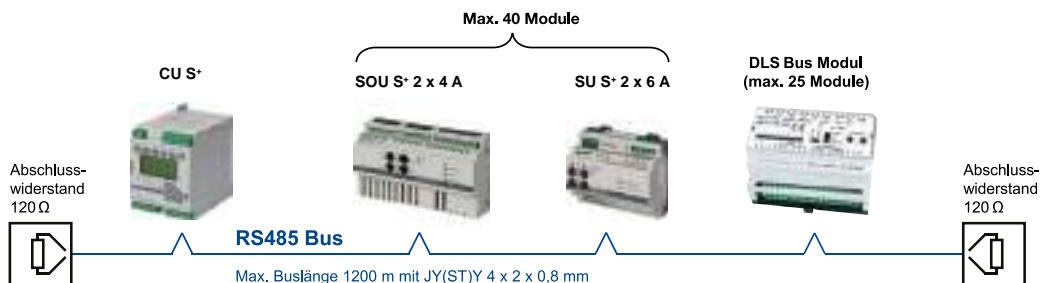 Max. 40 Module
CU S⁺
SOU S⁺ 2 x 4 A
SU S⁺ 2 x 6 A
DLS Bus Modul
(max. 25 Module)
Abschluss-
widerstand
120 Ω
Abschluss-
widerstand
120 Ω
RS485 Bus
Max. Buslänge 1200 m mit JY(ST)Y 4 x 2 x 0,8 mm